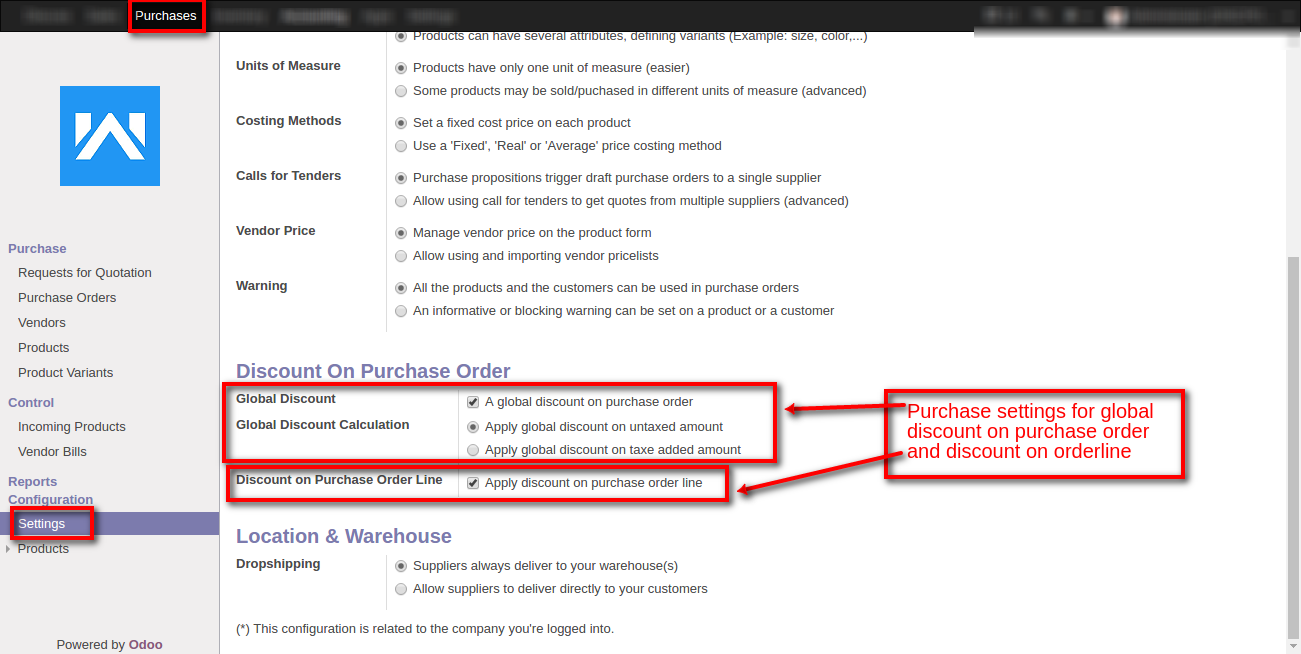 Purchases
Products can have several attributes, defining variants (Example: size, color,...)
Units of Measure
Products have only one unit of measure (easier)
Some products may be sold/puchased in different units of measure (advanced)
Costing Methods
Set a fixed cost price on each product
Use a 'Fixed', 'Real' or 'Average' price costing method
Calls for Tenders
Purchase propositions trigger draft purchase orders to a single supplier
Allow using call for tenders to get quotes from multiple suppliers (advanced)
Vendor Price
Manage vendor price on the product form
Allow using and importing vendor pricelists
Warning
All the products and the customers can be used in purchase orders
An informative or blocking warning can be set on a product or a customer
Discount On Purchase Order
Global Discount
A global discount on purchase order
Global Discount Calculation
Apply global discount on untaxed amount
Apply global discount on taxe added amount
Discount on Purchase Order Line
Apply discount on purchase order line
Purchase settings for global
discount on purchase order
and discount on orderline
Location & Warehouse
Dropshipping
Suppliers always deliver to your warehouse(s)
Allow suppliers to deliver directly to your customers
(*) This configuration is related to the company you're logged into.
Purchase
Requests for Quotation
Purchase Orders
Vendors
Products
Product Variants
Control
Incoming Products
Vendor Bills
Reports
Configuration
Settings
Products
Powered by Odoo